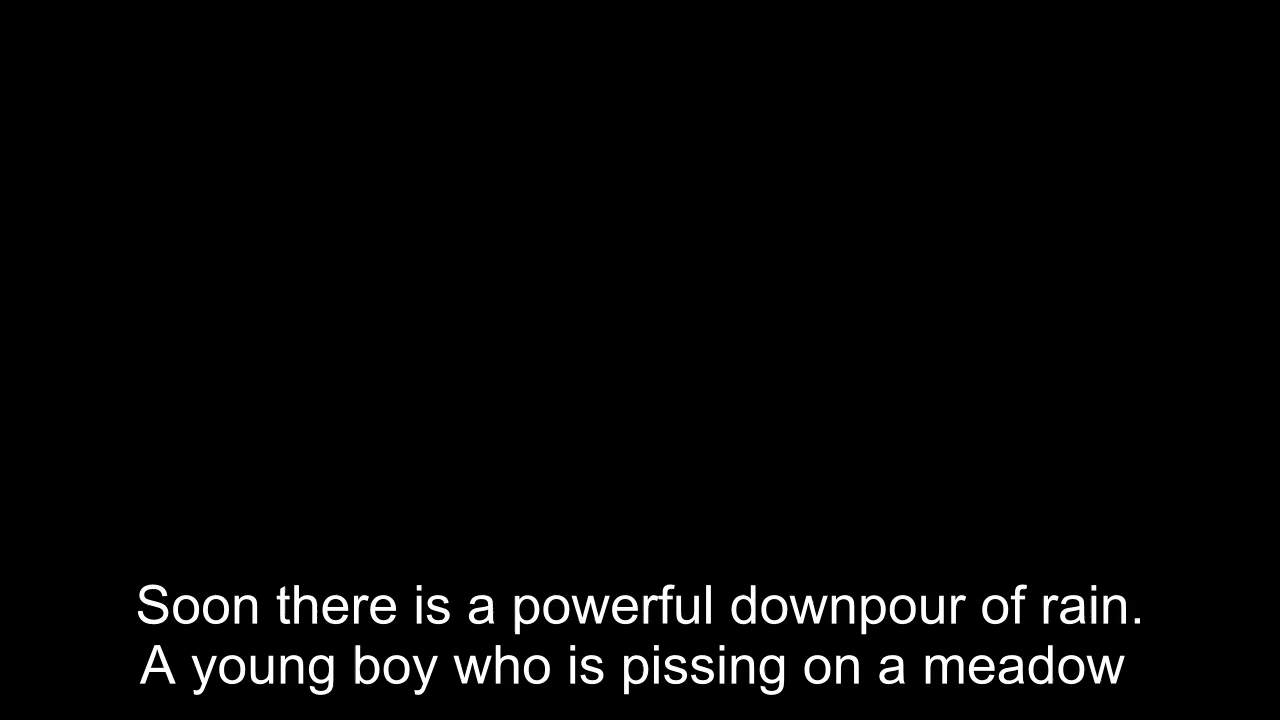 Soon there is a powerful downpour of rain.
A young boy who is pissing on a meadow